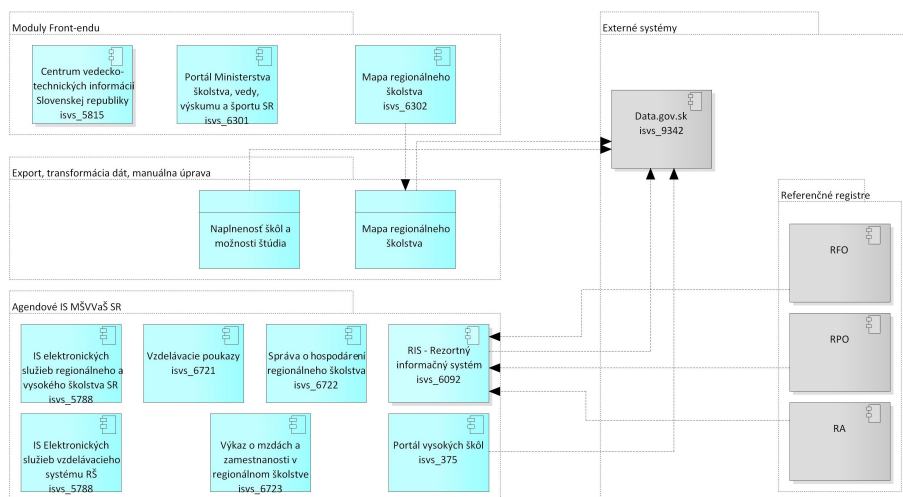 Moduly Front-endu
Centrum vedecko-
technických informácií
Slovenskej republiky
isvs_5815
Portál Ministerstva
školstva, vedy,
výskumu a športu SR
isvs_6301
Mapa regionálneho
školstva
isvs_6302
Externé systémy
Data.gov.sk
isvs_9342
Export, transformácia dát, manuálna úprava
Naplnenosť škôl a
možnosti štúdia
Mapa regionálneho
školstva
Referenčné registre
RFO
RPO
RA
Agendové IS MŠVVaŠ SR
IS elektronických
služieb regionálneho a
vysokého školstva SR
isvs_5788
Vzdelávacie poukazy
isvs_6721
Správa o hospodárení
regionálneho školstva
isvs_6722
RIS - Rezortný
informačný systém
isvs_6092
IS Elektronických
služieb vzdelávacieho
systému RŠ
isvs_5788
Výkaz o mzdách a
zamestnanosti v
regionálnom školstve
isvs_6723
Portál vysokých škôl
isvs_375